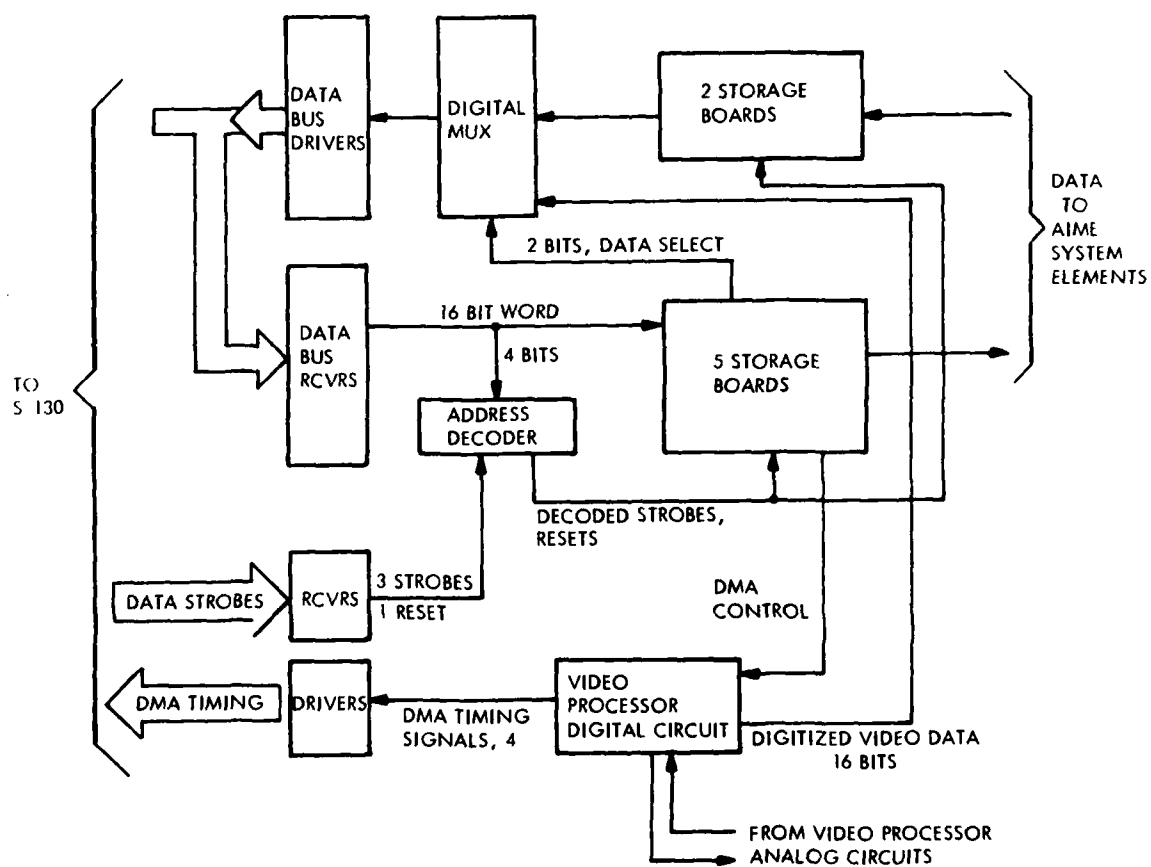 DATA
BUS
DRIVERS
DIGITAL
MUX
2 STORAGE
BOARDS
DATA
TO
AIME
SYSTEM
ELEMENTS
2 BITS, DATA SELECT
DATA
BUS
RCVRS
16 BIT WORD
4 BITS
5 STORAGE
BOARDS
TO
S 130
ADDRESS
DECODER
DECODED STROBES,
RESETS
DATA STROBES
RCVRS
3 STROBES
1 RESET
DMA
CONTROL
DMA TIMING
DRIVERS
DMA TIMING
SIGNALS, 4
VIDEO
PROCESSOR
DIGITAL CIRCUIT
DIGITIZED VIDEO DATA
16 BITS
FROM VIDEO PROCESSOR
ANALOG CIRCUITS